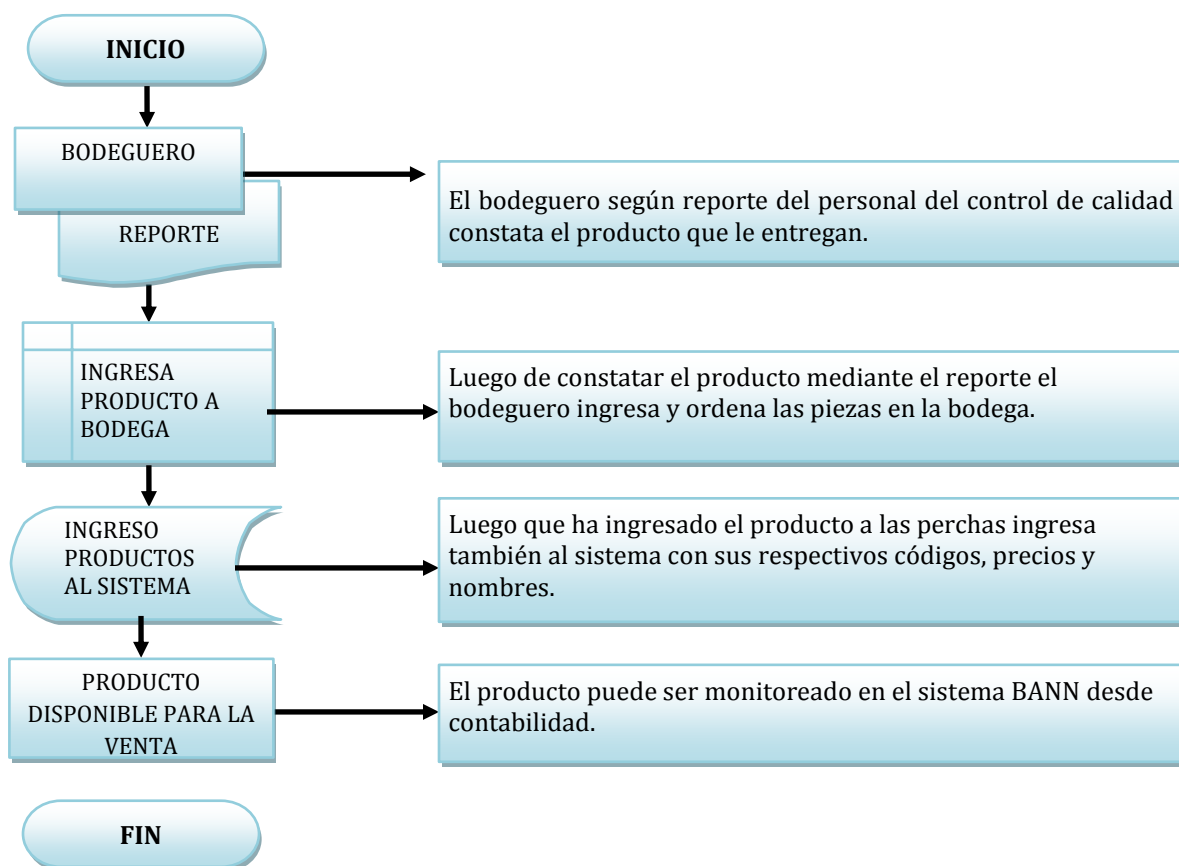 INICIO
BODEGUERO
El bodeguero según reporte del personal del control de calidad
constata el producto que le entregan.
REPORTE
INGRESA
PRODUCTO A
BODEGA
Luego de constatar el producto mediante el reporte el
bodeguero ingresa y ordena las piezas en la bodega.
INGRESO
PRODUCTOS
AL SISTEMA
Luego que ha ingresado el producto a las perchas ingresa
también al sistema con sus respectivos códigos, precios y
nombres.
PRODUCTO
DISPONIBLE PARA LA
VENTA
El producto puede ser monitoreado en el sistema BANN desde
contabilidad.
FIN